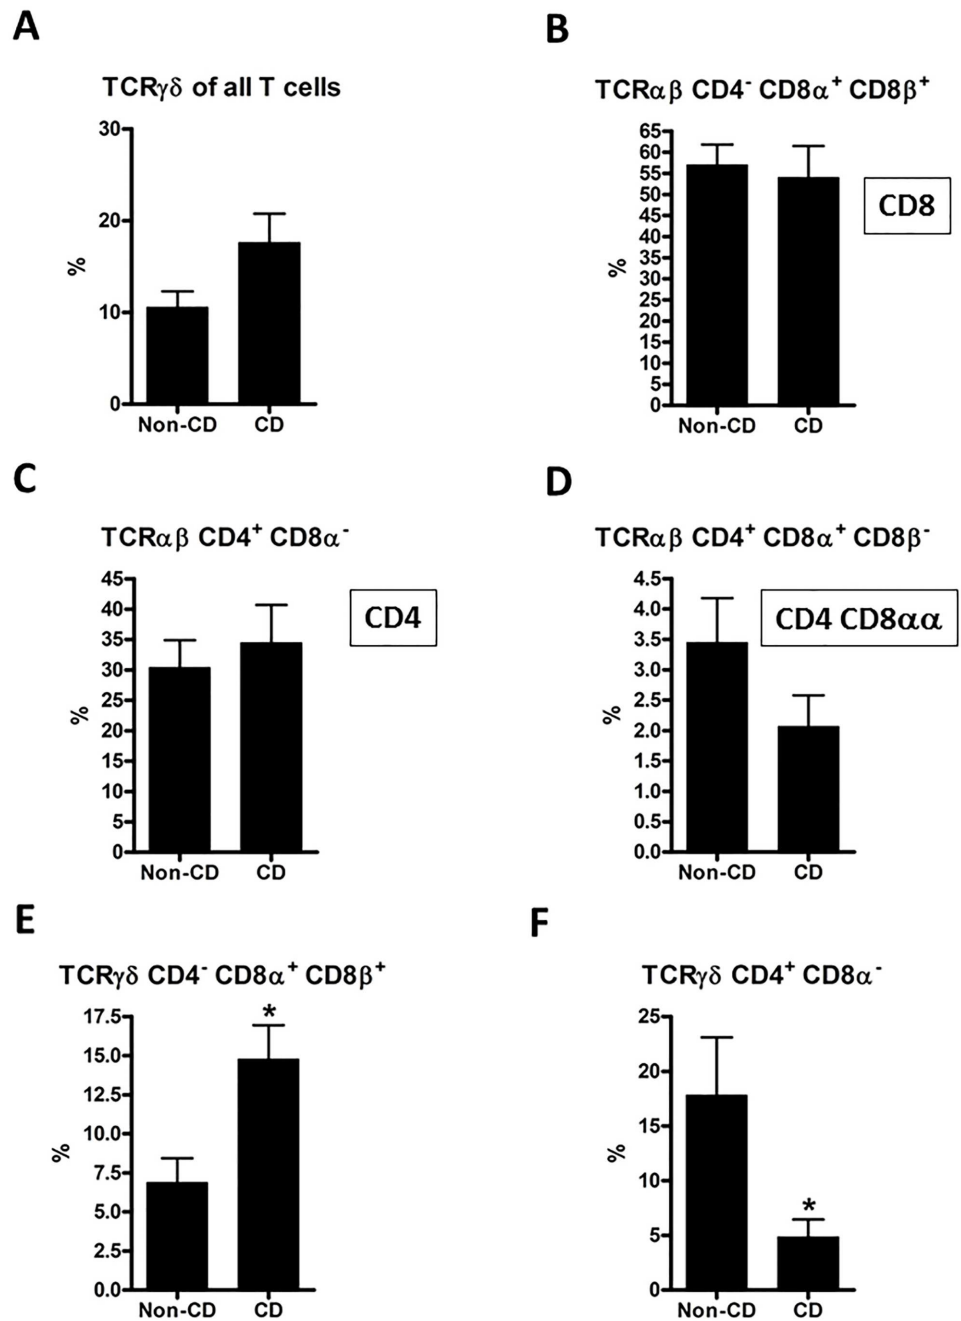 A
TCRγδ of all T cells
30
20
10
0
%
Non-CD CD
B
TCRαβ CD4⁻ CD8α⁺ CD8β⁺
65
60
55
50
45
40
35
30
25
20
15
10
5
0
%
Non-CD CD
CD8
C
TCRαβ CD4⁺ CD8α⁻
45
40
35
30
25
20
15
10
5
0
%
Non-CD CD
CD4
D
TCRαβ CD4⁺ CD8α⁺ CD8β⁻
4.5
4.0
3.5
3.0
2.5
2.0
1.5
1.0
0.5
0.0
%
Non-CD CD
CD4 CD8αα
E
TCRγδ CD4⁻ CD8α⁺ CD8β⁺
17.5
15.0
12.5
10.0
7.5
5.0
2.5
0.0
%
*
Non-CD CD
F
TCRγδ CD4⁺ CD8α⁻
25
20
15
10
5
0
%
*
Non-CD CD